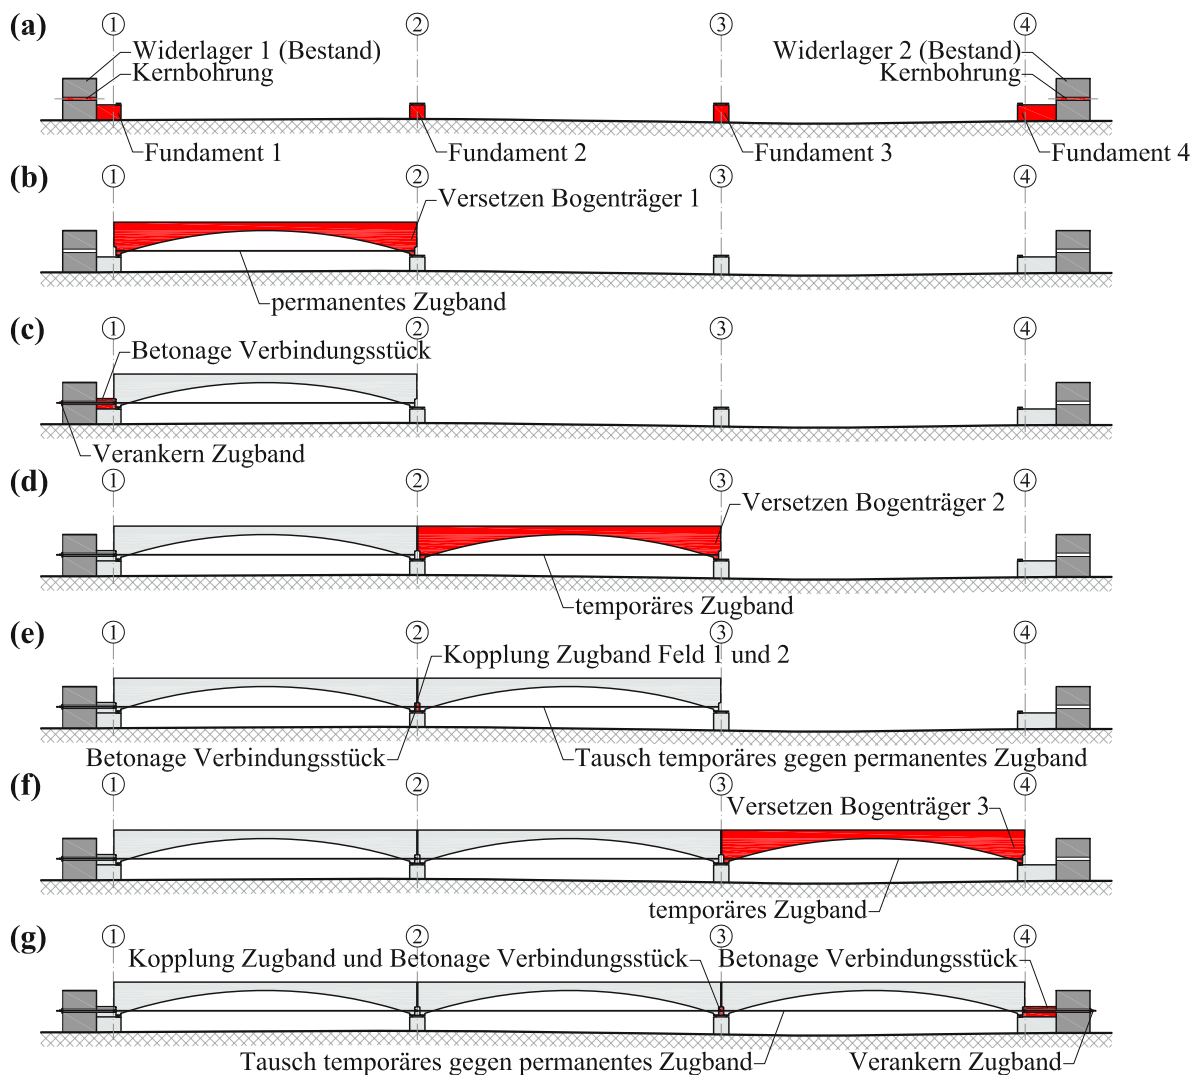 (a) 1 2 3 4
Widerlager 1 (Bestand) Widerlager 2 (Bestand)
Kernbohrung Kernbohrung
Fundament 1 Fundament 2 Fundament 3 Fundament 4
(b) 1 2 3 4
Versetzen Bogenträger 1
permanentes Zugband
(c) 1 2 3 4
Betonage Verbindungsstück
Verankern Zugband
(d) 1 2 3 4
Versetzen Bogenträger 2
temporäres Zugband
(e) 1 2 3 4
Kopplung Zugband Feld 1 und 2
Betonage Verbindungsstück Tausch temporäres gegen permanentes Zugband
(f) 1 2 3 4
Versetzen Bogenträger 3
temporäres Zugband
(g) 1 2 3 4
Kopplung Zugband und Betonage Verbindungsstück Betonage Verbindungsstück
Tausch temporäres gegen permanentes Zugband Verankern Zugband